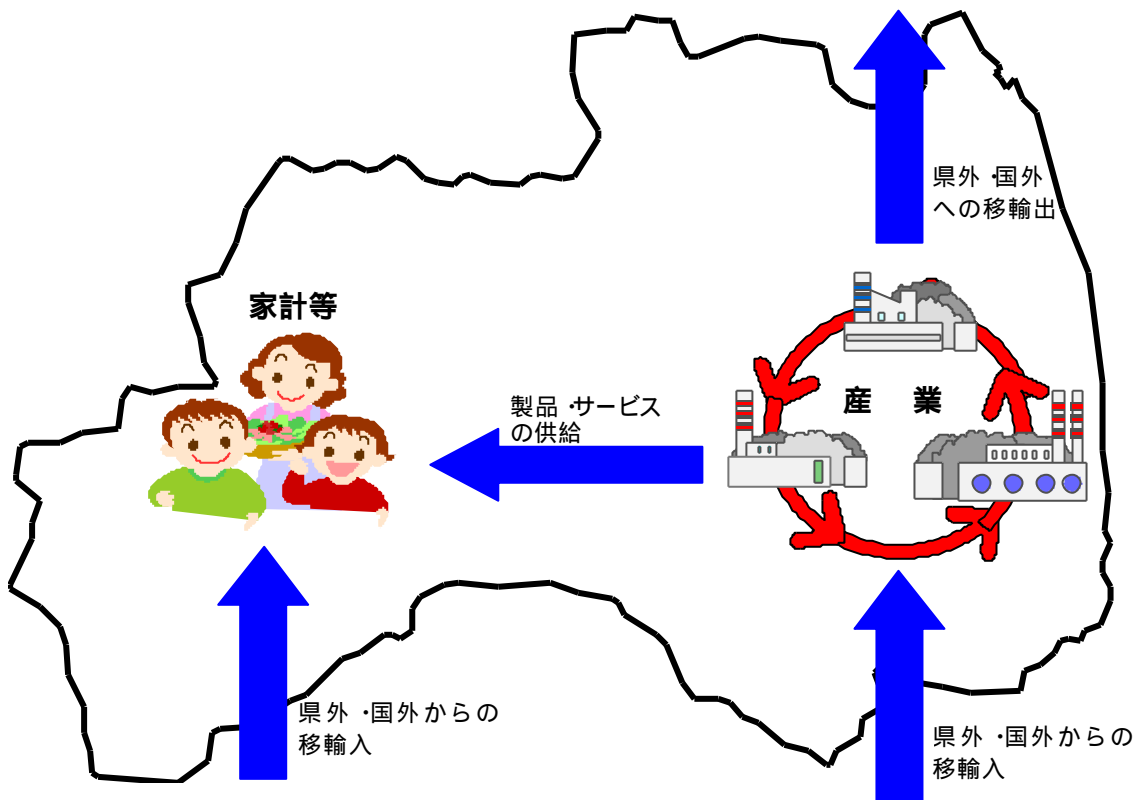 県外・国外
への移輸出
家計等
製品・サービス
の供給
産業
県外・国外からの
移輸入
県外・国外からの
移輸入